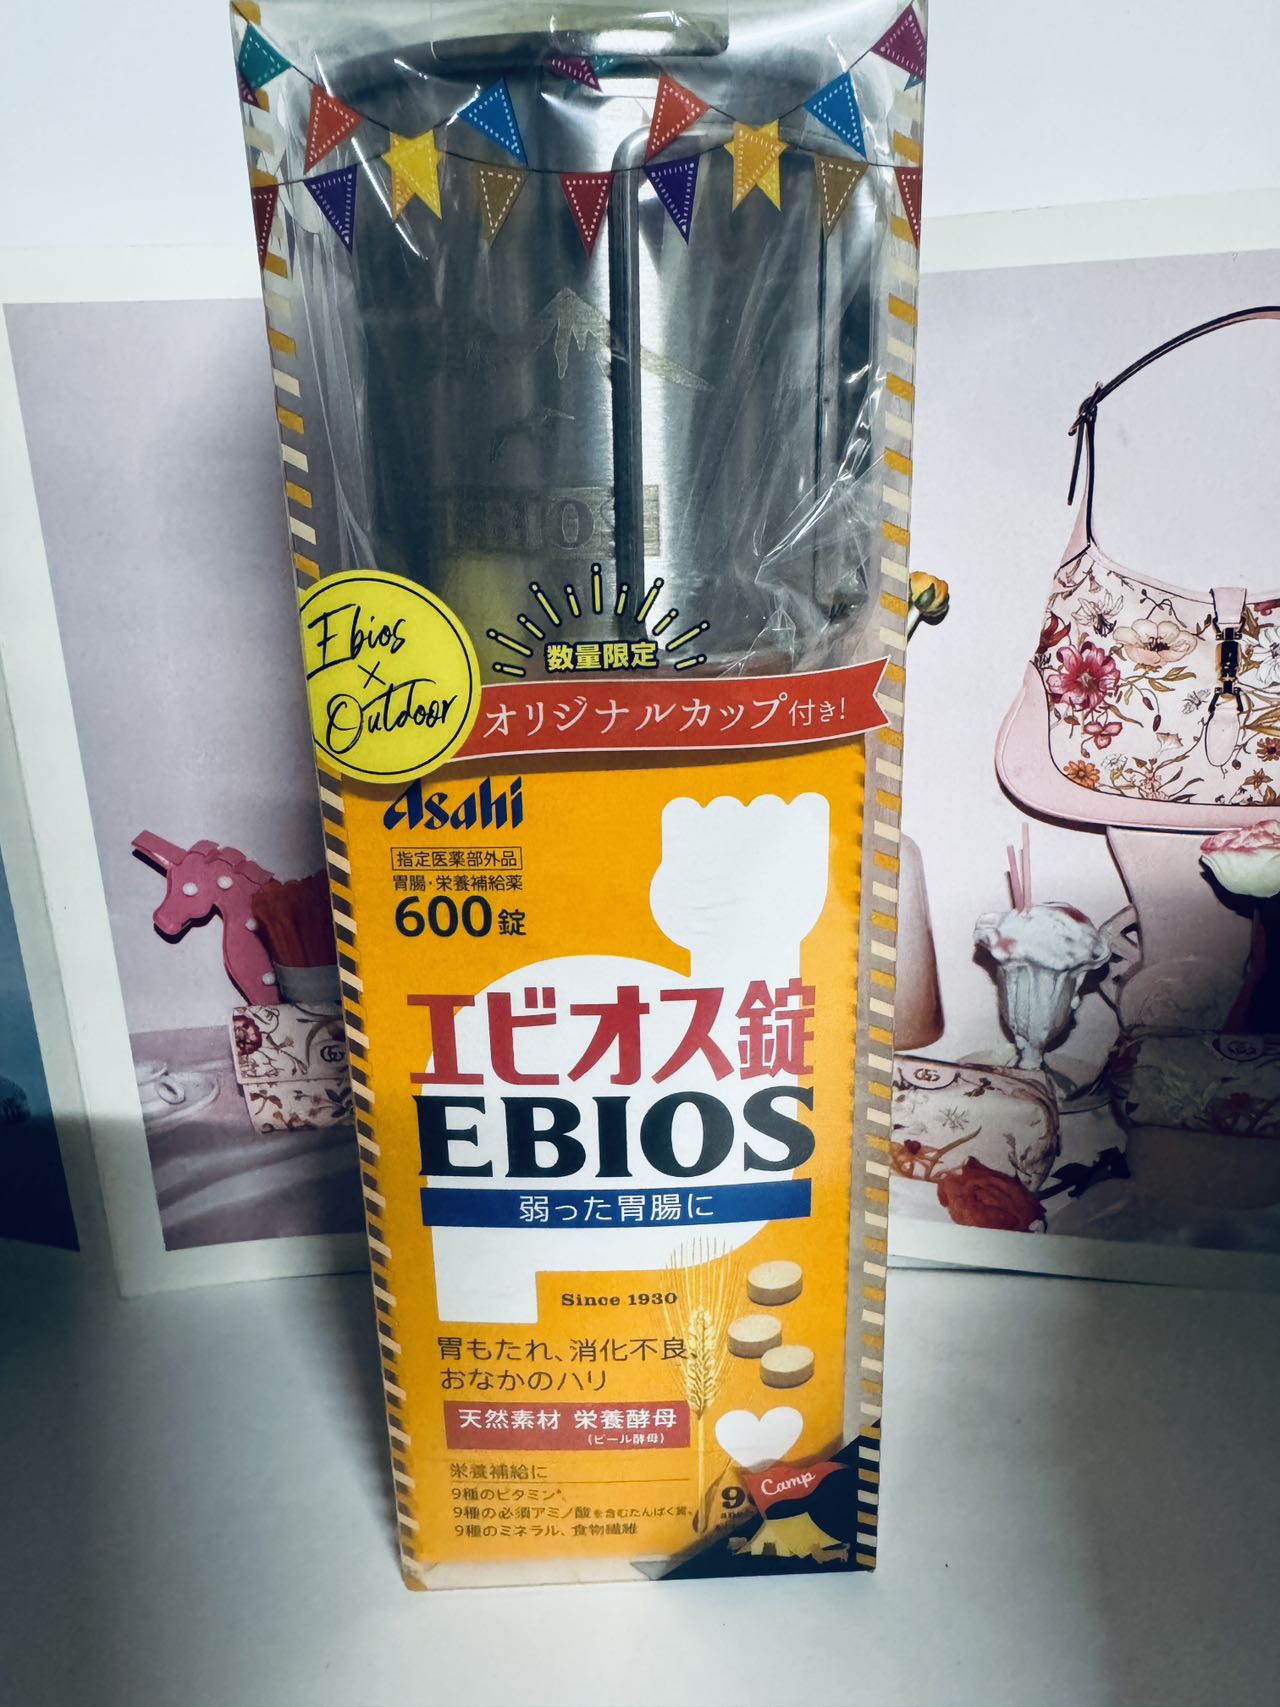 EBIOS
Ebios
×
Outdoor
数量限定
オリジナルカップ付き!
Asahi
指定医薬部外品
胃腸・栄養補給薬
600錠
エビオス錠
EBIOS
弱った胃腸に
Since 1930
胃もたれ、消化不良、
おなかのハリ
天然素材 栄養酵母
(ビール酵母)
栄養補給に
9種のビタミン*、
9種の必須アミノ酸を含むたんぱく質、
9種のミネラル、食物繊維
Camp